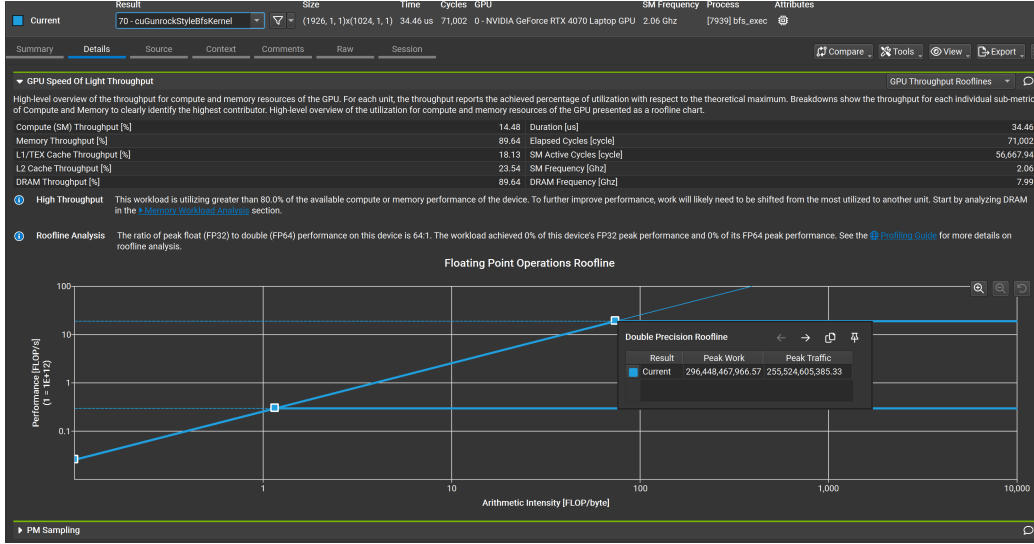 Result Size Time Cycles GPU SM Frequency Process Attributes
Current 70 - cuGunrockStyleBfsKernel (1926, 1, 1)x(1024, 1, 1) 34.46 us 71,002 0 - NVIDIA GeForce RTX 4070 Laptop GPU 2.06 Ghz [7939] bfs_exec
Summary Details Source Context Comments Raw Session Compare Tools View Export
GPU Speed Of Light Throughput GPU Throughput Rooflines
High-level overview of the throughput for compute and memory resources of the GPU. For each unit, the throughput reports the achieved percentage of utilization with respect to the theoretical maximum. Breakdowns show the throughput for each individual sub-metric
of Compute and Memory to clearly identify the highest contributor. High-level overview of the utilization for compute and memory resources of the GPU presented as a roofline chart.
Compute (SM) Throughput [%] 14.48 Duration [us] 34.46
Memory Throughput [%] 89.64 Elapsed Cycles [cycle] 71,002
L1/TEX Cache Throughput [%] 18.13 SM Active Cycles [cycle] 56,667.94
L2 Cache Throughput [%] 23.54 SM Frequency [Ghz] 2.06
DRAM Throughput [%] 89.64 DRAM Frequency [Ghz] 7.99
High Throughput This workload is utilizing greater than 80.0% of the available compute or memory performance of the device. To further improve performance, work will likely need to be shifted from the most utilized to another unit. Start by analyzing DRAM
in the Memory Workload Analysis section.
Roofline Analysis The ratio of peak float (FP32) to double (FP64) performance on this device is 64:1. The workload achieved 0% of this device's FP32 peak performance and 0% of its FP64 peak performance. See the Profiling Guide for more details on
roofline analysis.
Floating Point Operations Roofline
100
10
1
0.1
Performance [FLOP/s]
(1 = 1E+12)
Double Precision Roofline
Result Peak Work Peak Traffic
Current 296,448,467,966.57 255,524,605,385.33
1 10 100 1,000 10,000
Arithmetic Intensity [FLOP/byte]
PM Sampling